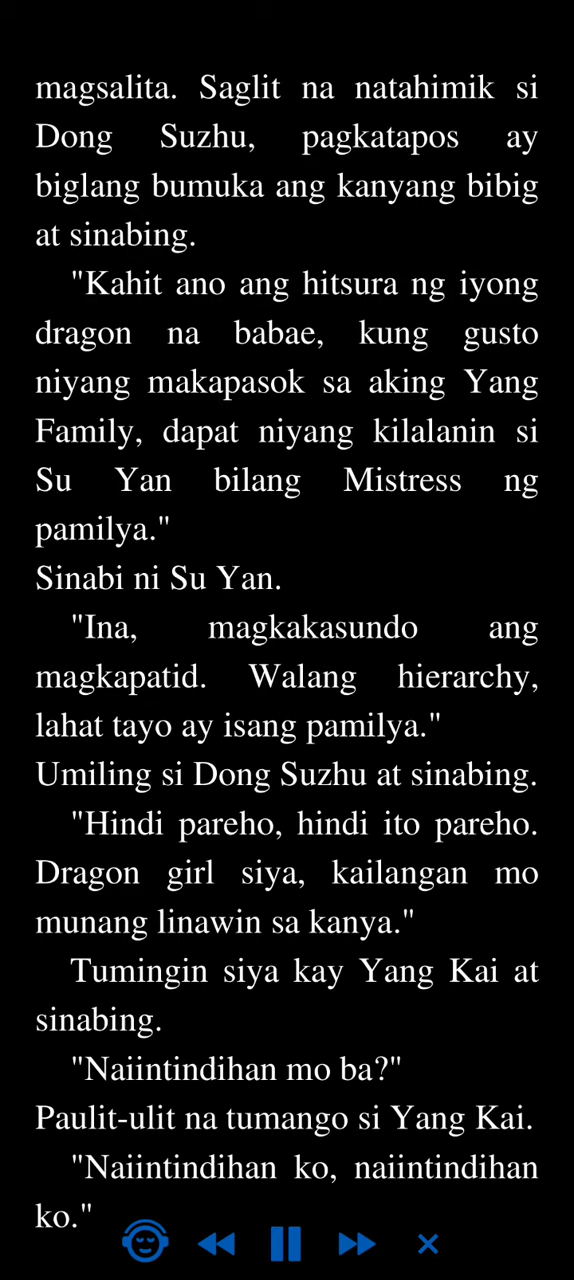 magsalita. Saglit na natahimik si
Dong Suzhu, pagkatapos ay
biglang bumuka ang kanyang bibig
at sinabing.
"Kahit ano ang hitsura ng iyong
dragon na babae, kung gusto
niyang makapasok sa aking Yang
Family, dapat niyang kilalanin si
Su Yan bilang Mistress ng
pamilya."
Sinabi ni Su Yan.
"Ina, magkakasundo ang
magkapatid. Walang hierarchy,
lahat tayo ay isang pamilya."
Umiling si Dong Suzhu at sinabing.
"Hindi pareho, hindi ito pareho.
Dragon girl siya, kailangan mo
munang linawin sa kanya."
Tumingin siya kay Yang Kai at
sinabing.
"Naiintindihan mo ba?"
Paulit-ulit na tumango si Yang Kai.
"Naiintindihan ko, naiintindihan
ko."